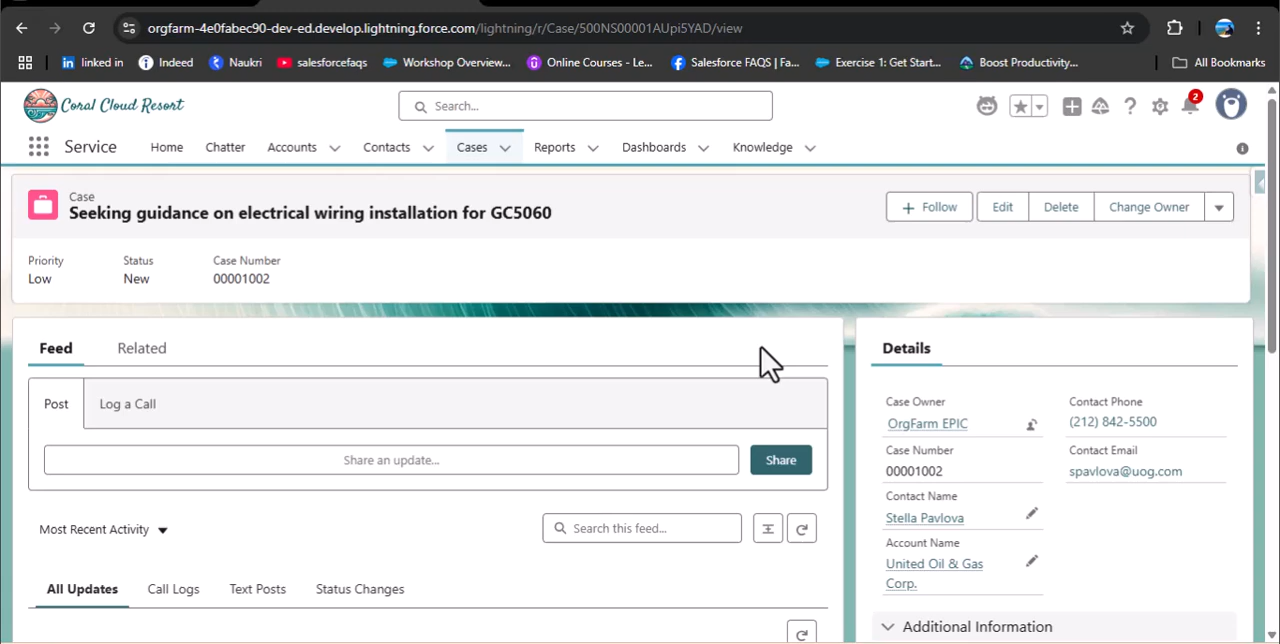 orgfarm-4e0fabec90-dev-ed.develop.lightning.force.com/lightning/r/Case/500NS00001AUpi5YAD/view
linked in Indeed Naukri salesforcefaqs Workshop Overview... Online Courses - Le... Salesforce FAQS | Fa... Exercise 1: Get Start... Boost Productivity... All Bookmarks
Coral Cloud Resort Search... 2
Service Home Chatter Accounts Contacts Cases Reports Dashboards Knowledge
Case
Seeking guidance on electrical wiring installation for GC5060
+ Follow Edit Delete Change Owner
Priority Status Case Number
Low New 00001002
Feed Related
Post Log a Call
Share an update... Share
Most Recent Activity Search this feed...
All Updates Call Logs Text Posts Status Changes
Details
Case Owner Contact Phone
OrgFarm EPIC (212) 842-5500
Case Number Contact Email
00001002 spavlova@uog.com
Contact Name
Stella Pavlova
Account Name
United Oil & Gas
Corp.
Additional Information